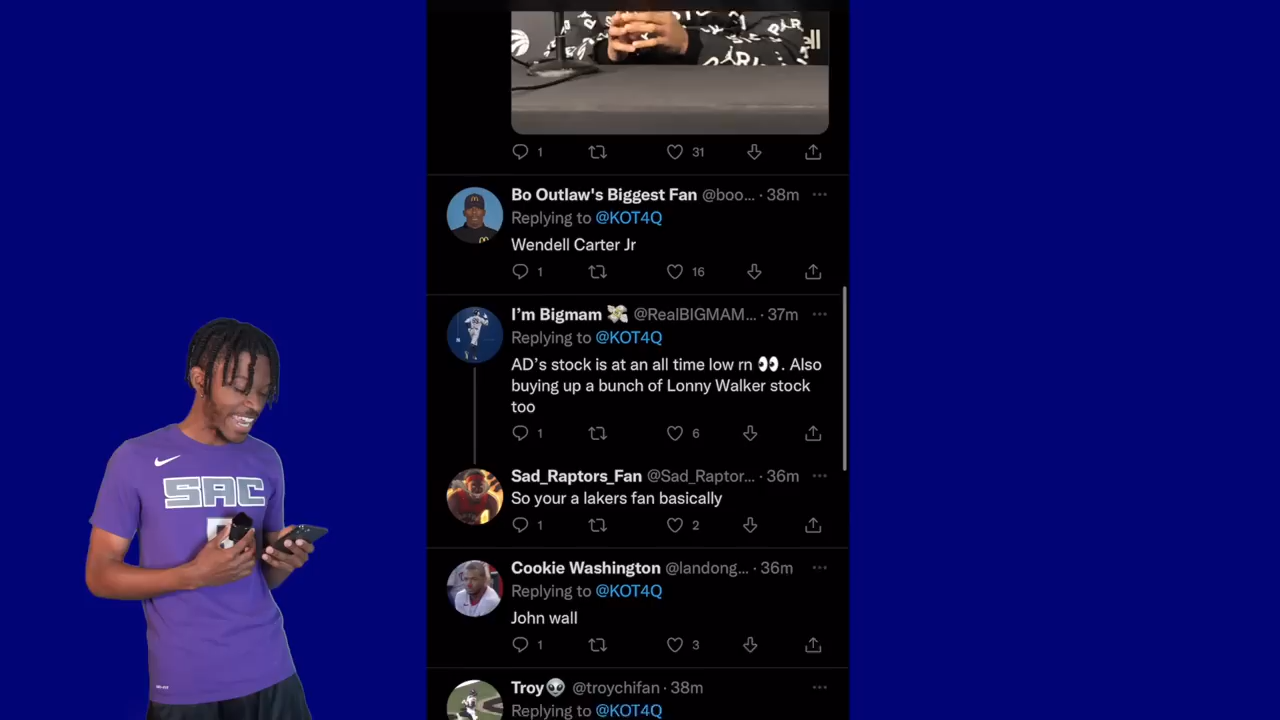 PARIS
1
31
Bo Outlaw's Biggest Fan @boo... · 38m
Replying to @KOT4Q
Wendell Carter Jr
1
16
I'm Bigmam 💸 @RealBIGMAM... · 37m
Replying to @KOT4Q
AD's stock is at an all time low rn 👀. Also
buying up a bunch of Lonny Walker stock
too
1
6
Sad_Raptors_Fan @Sad_Raptor... · 36m
So your a lakers fan basically
1
2
Cookie Washington @landong... · 36m
Replying to @KOT4Q
John wall
1
3
Troy👽 @troychifan · 38m
Replying to @KOT4Q
SAC